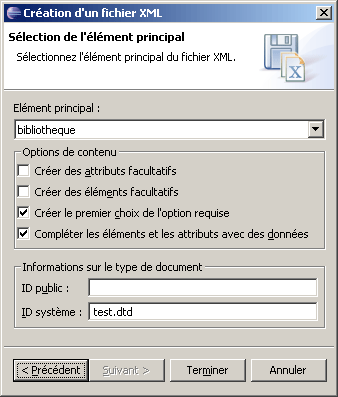 Création d'un fichier XML
Sélection de l'élément principal
Sélectionnez l'élément principal du fichier XML.
X
Elément principal :
bibliotheque
Options de contenu
Créer des attributs facultatifs
Créer des éléments facultatifs
Créer le premier choix de l'option requise
Compléter les éléments et les attributs avec des données
Informations sur le type de document
ID public :
ID système : test.dtd
< Précédent Suivant > Terminer Annuler